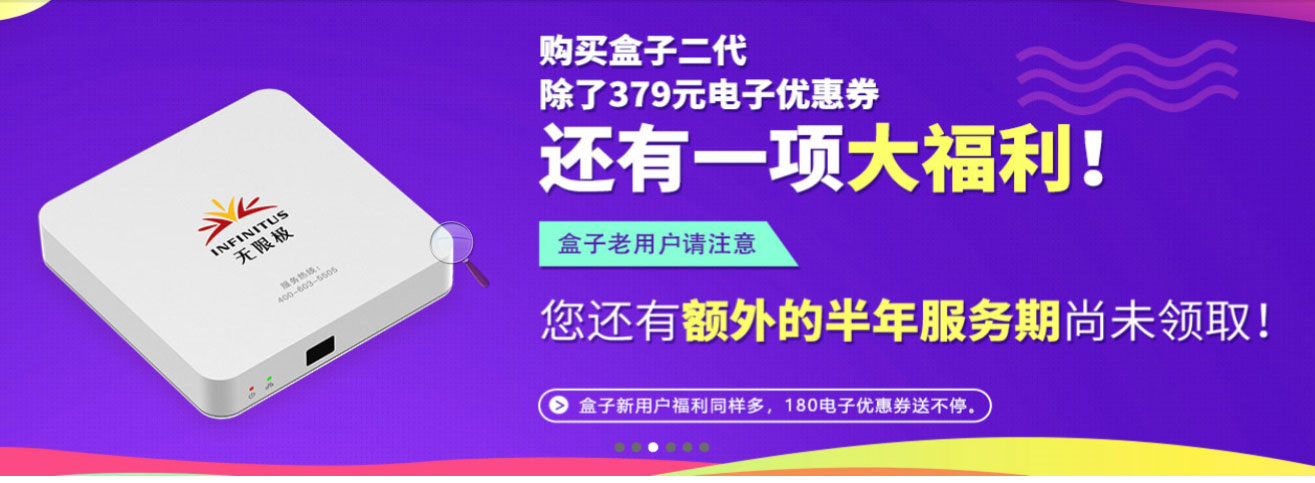 购买盒子二代
除了379元电子优惠券
还有一项大福利！
盒子老用户请注意
您还有额外的半年服务期尚未领取！
盒子新用户福利同样多，180电子优惠券送不停。
INFINITUS
无限极
服务热线：
400-603-5505